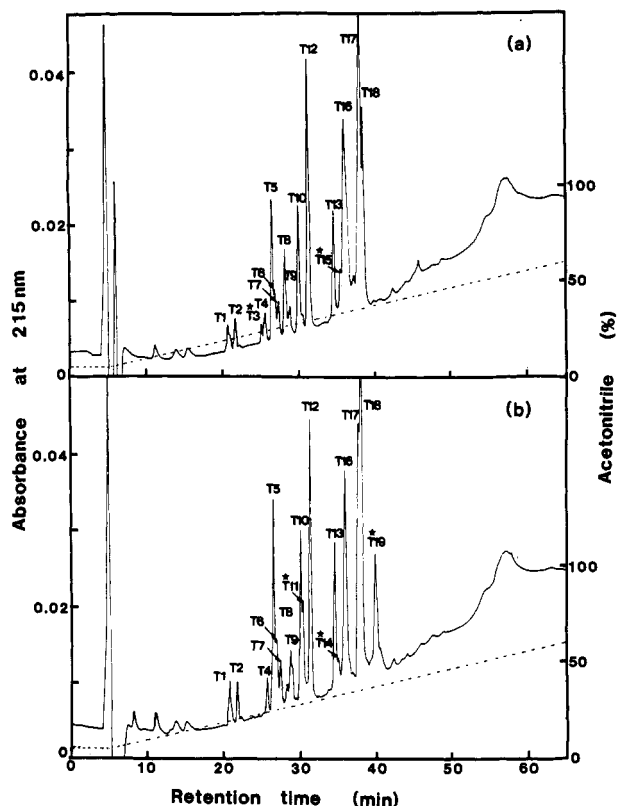 (a)
T17
T12
T18
T16
T5
T10
T13
T8
T6
T7
T9
*
T15
*
T3
T4
T1
T2
0.04
0.02
0
100
50
0
(b)
T18
T17
T12
T16
T5
T10
T13
*
T19
*
T11
T8
T6
T7
T9
*
T14
T1
T2
T4
0.04
0.02
0
100
50
0
0
10
20
30
40
50
60
Retention time (min)
Absorbance at 215nm
Acetonitrile (%)